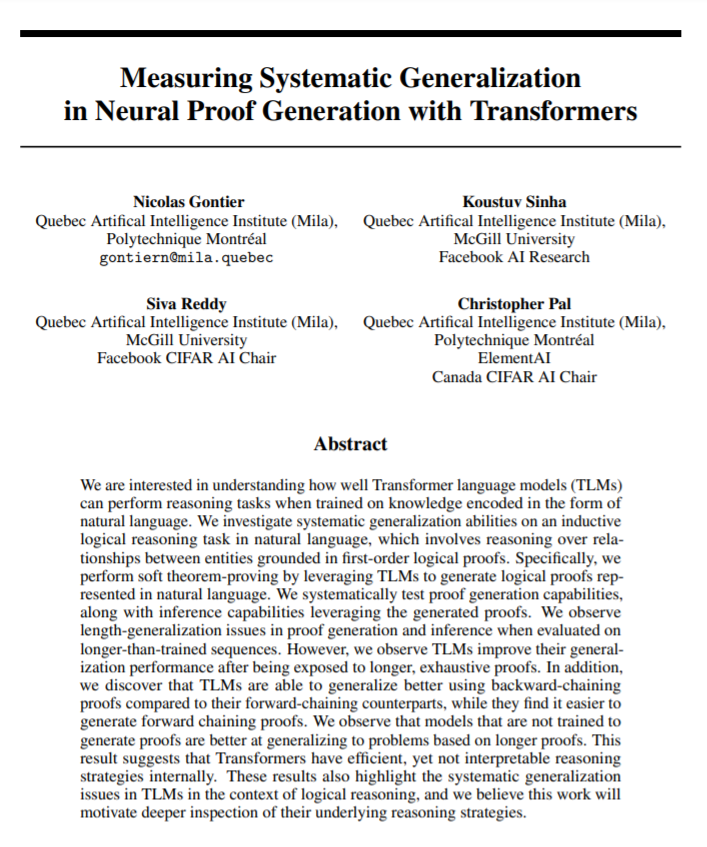 Measuring Systematic Generalization
in Neural Proof Generation with Transformers
Nicolas Gontier
Quebec Artifical Intelligence Institute (Mila),
Polytechnique Montréal
gontiern@mila.quebec
Koustuv Sinha
Quebec Artifical Intelligence Institute (Mila),
McGill University
Facebook AI Research
Siva Reddy
Quebec Artifical Intelligence Institute (Mila),
McGill University
Facebook CIFAR AI Chair
Christopher Pal
Quebec Artifical Intelligence Institute (Mila),
Polytechnique Montréal
ElementAI
Canada CIFAR AI Chair
Abstract
We are interested in understanding how well Transformer language models (TLMs)
can perform reasoning tasks when trained on knowledge encoded in the form of
natural language. We investigate systematic generalization abilities on an inductive
logical reasoning task in natural language, which involves reasoning over rela-
tionships between entities grounded in first-order logical proofs. Specifically, we
perform soft theorem-proving by leveraging TLMs to generate logical proofs rep-
resented in natural language. We systematically test proof generation capabilities,
along with inference capabilities leveraging the generated proofs. We observe
length-generalization issues in proof generation and inference when evaluated on
longer-than-trained sequences. However, we observe TLMs improve their general-
ization performance after being exposed to longer, exhaustive proofs. In addition,
we discover that TLMs are able to generalize better using backward-chaining
proofs compared to their forward-chaining counterparts, while they find it easier to
generate forward chaining proofs. We observe that models that are not trained to
generate proofs are better at generalizing to problems based on longer proofs. This
result suggests that Transformers have efficient, yet not interpretable reasoning
strategies internally. These results also highlight the systematic generalization
issues in TLMs in the context of logical reasoning, and we believe this work will
motivate deeper inspection of their underlying reasoning strategies.